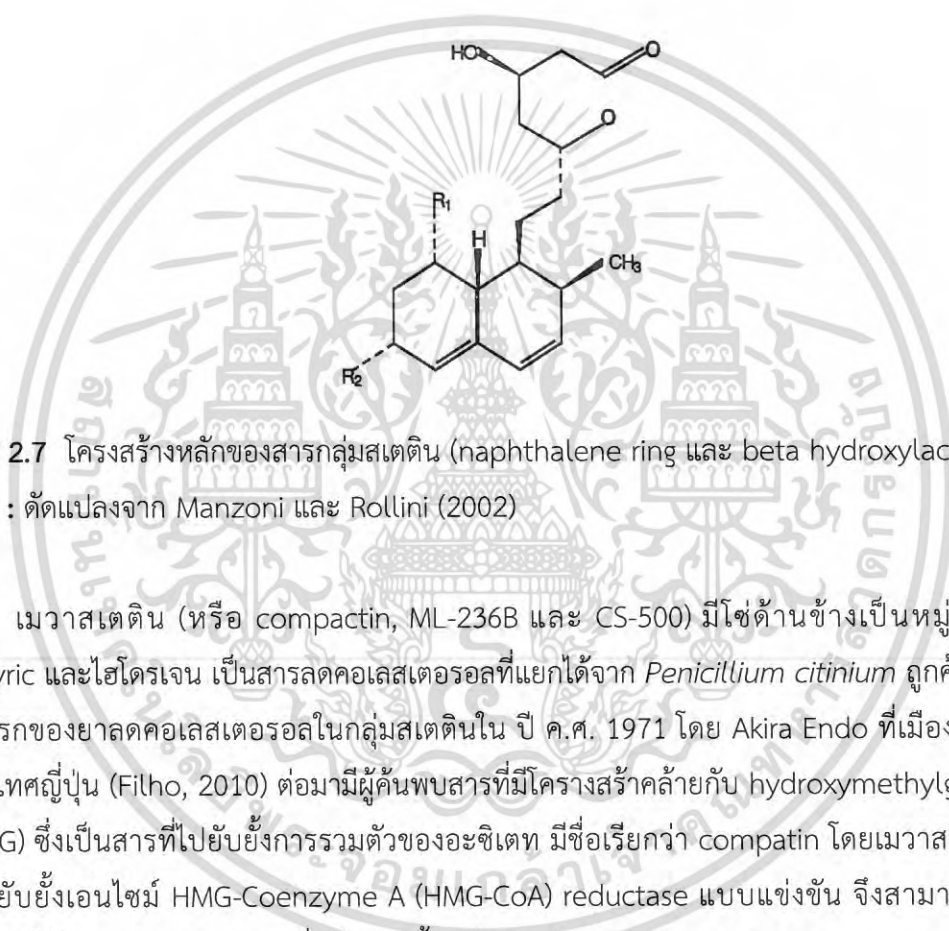 HO
O
O
R₁
H
CH₃
R₂
2.7 โครงสร้างหลักของสารกลุ่มสเตติน (naphthalene ring และ beta hydroxylac
: ดัดแปลงจาก Manzoni และ Rollini (2002)
เมวาสเตติน (หรือ compactin, ML-236B และ CS-500) มีโซ่ด้านข้างเป็นหมู่
yric และไฮโดรเจน เป็นสารลดคอเลสเตอรอลที่แยกได้จาก Penicillium citinium ถูกค้
รกของยาลดคอเลสเตอรอลในกลุ่มสเตตินใน ปี ค.ศ. 1971 โดย Akira Endo ที่เมือง
เทศญี่ปุ่น (Filho, 2010) ต่อมามีผู้ค้นพบสารที่มีโครางสร้าคล้ายกับ hydroxymethylg
G) ซึ่งเป็นสารที่ไปยับยั้งการรวมตัวของอะซิเตท มีชื่อเรียกว่า compatin โดยเมวาส
ยับยั้งเอนไซม์ HMG-Coenzyme A (HMG-CoA) reductase แบบแข่งขัน จึงสามา